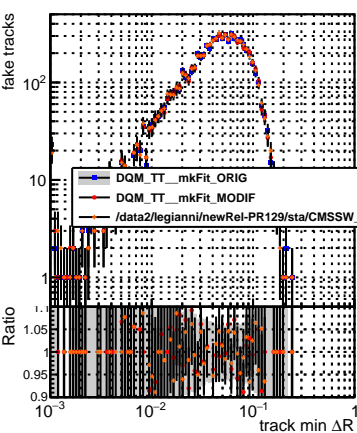 fake tracks
10²
10
1
DQM_TT__mkFit_ORIG
DQM_TT__mkFit_MODIF
/data2/legianni/newRel-PR129/sta/CMSSW_
Ratio
1.1
1.05
1
0.95
0.9
10⁻³ 10⁻² 10⁻¹ 1
track min ΔR